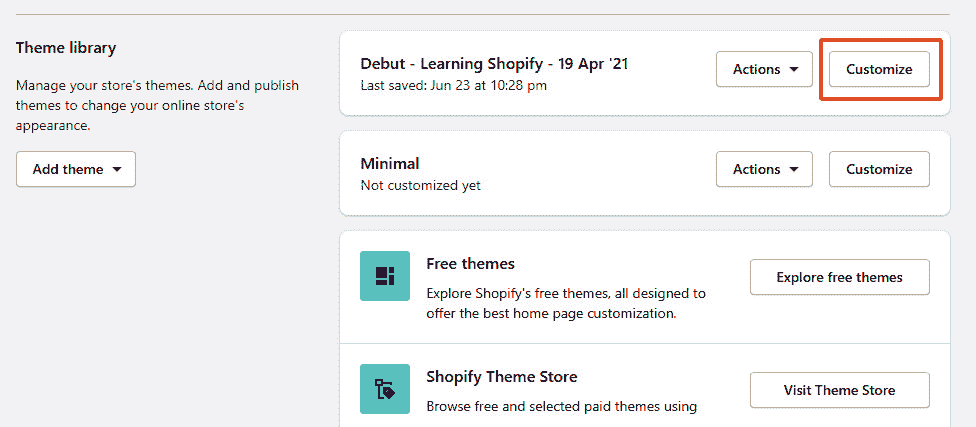 Theme library
Manage your store's themes. Add and publish
themes to change your online store's
appearance.
Add theme
Debut - Learning Shopify - 19 Apr '21
Last saved: Jun 23 at 10:28 pm
Actions
Customize
Minimal
Not customized yet
Actions
Customize
Free themes
Explore Shopify's free themes, all designed to
offer the best home page customization.
Explore free themes
Shopify Theme Store
Browse free and selected paid themes using
Visit Theme Store